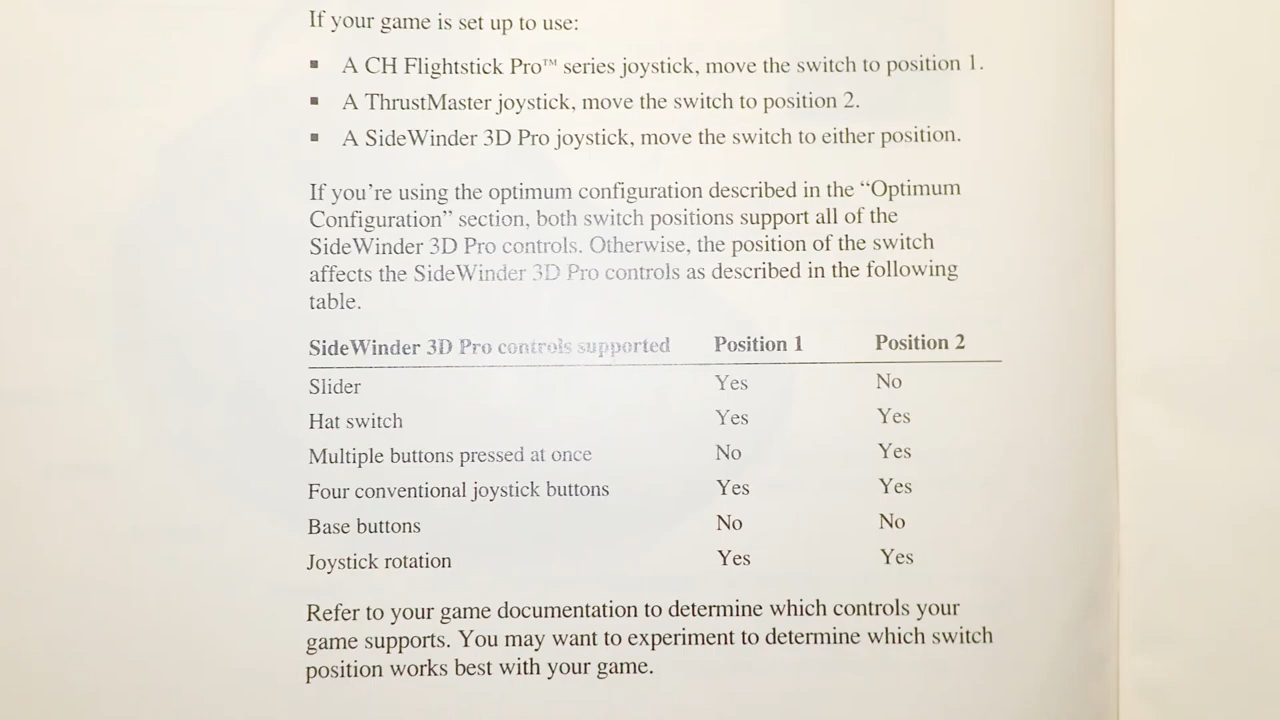 If your game is set up to use:
■ A CH Flightstick Pro™ series joystick, move the switch to position 1.
■ A ThrustMaster joystick, move the switch to position 2.
■ A SideWinder 3D Pro joystick, move the switch to either position.
If you're using the optimum configuration described in the “Optimum
Configuration” section, both switch positions support all of the
SideWinder 3D Pro controls. Otherwise, the position of the switch
affects the SideWinder 3D Pro controls as described in the following
table.
SideWinder 3D Pro controls supported Position 1 Position 2
Slider Yes No
Hat switch Yes Yes
Multiple buttons pressed at once No Yes
Four conventional joystick buttons Yes Yes
Base buttons No No
Joystick rotation Yes Yes
Refer to your game documentation to determine which controls your
game supports. You may want to experiment to determine which switch
position works best with your game.